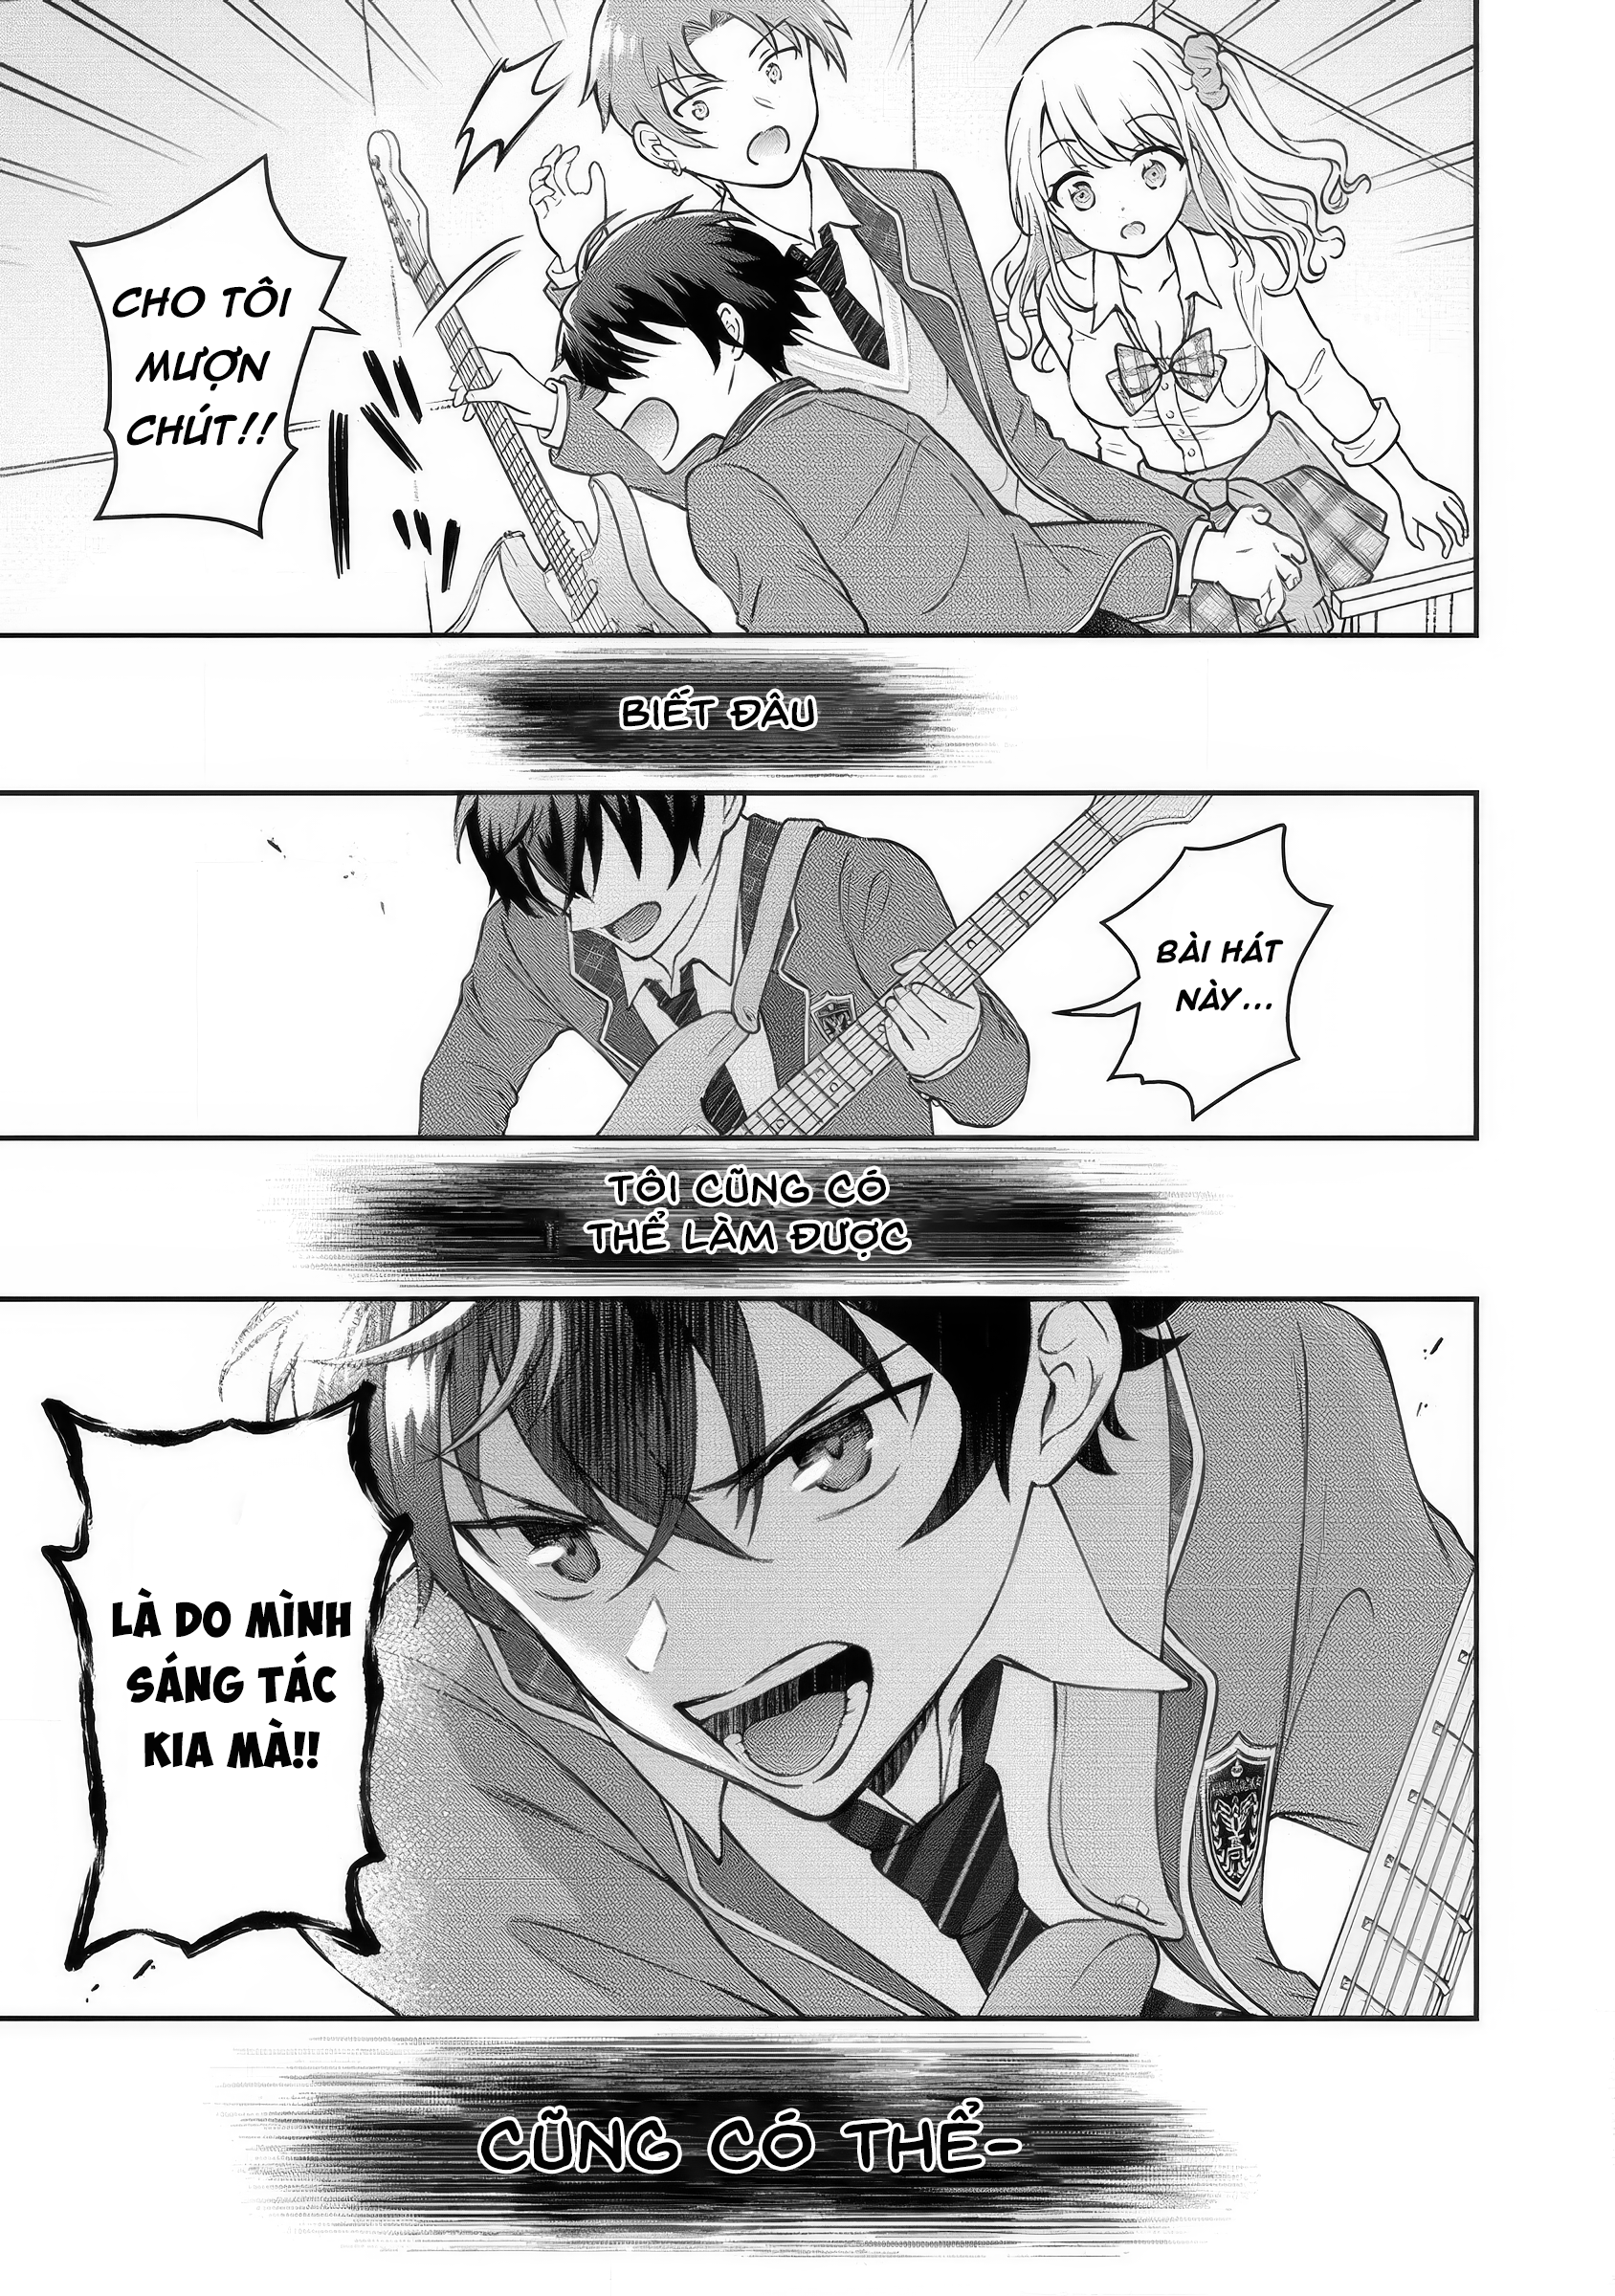 CHO TÔI
MƯỢN
CHÚT!!
BIẾT ĐÂU
BÀI HÁT
NÀY...
TÔI CŨNG CÓ
THỂ LÀM ĐƯỢC
LÀ DO MÌNH
SÁNG TÁC
KIA MÀ!!
CŨNG CÓ THỂ-